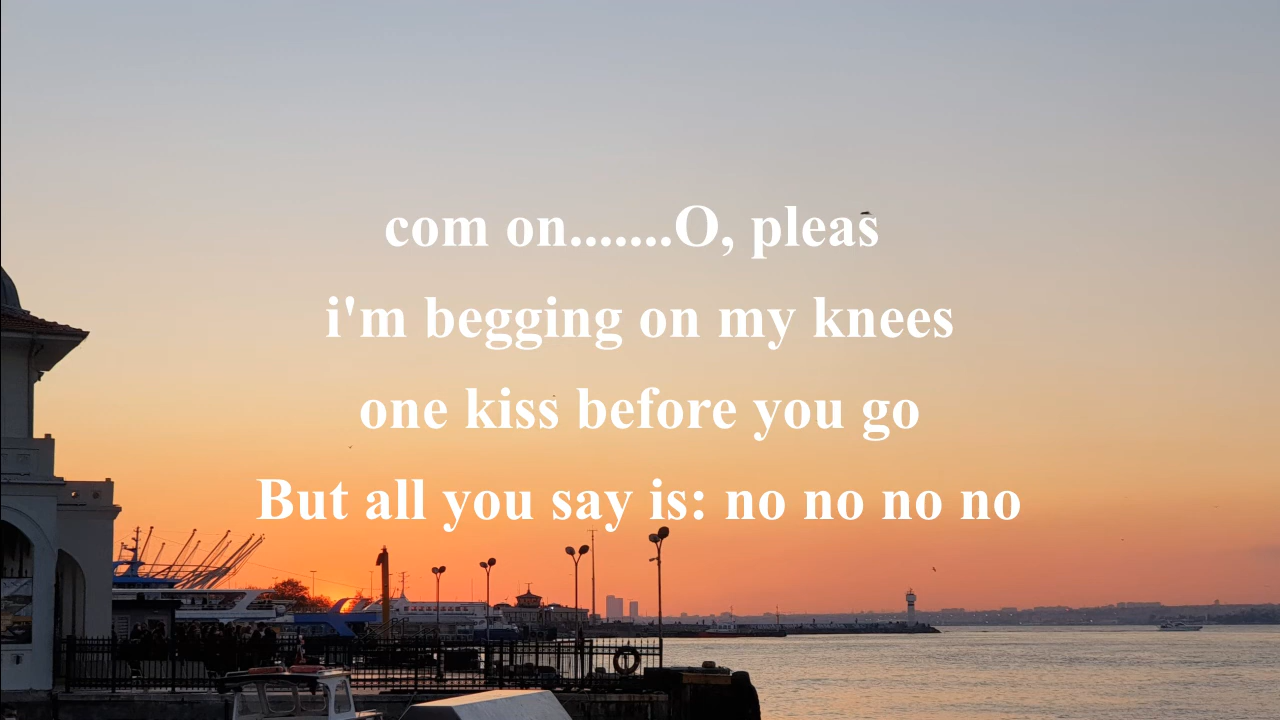 com on.......O, pleas
i'm begging on my knees
one kiss before you go
But all you say is: no no no no